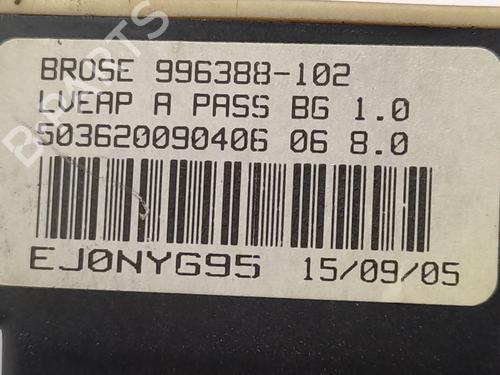 BROSE 996388-102
LVEAP A PASS BG 1.0
503620090406 06 8.0
EJ0NYG95 15/09/05